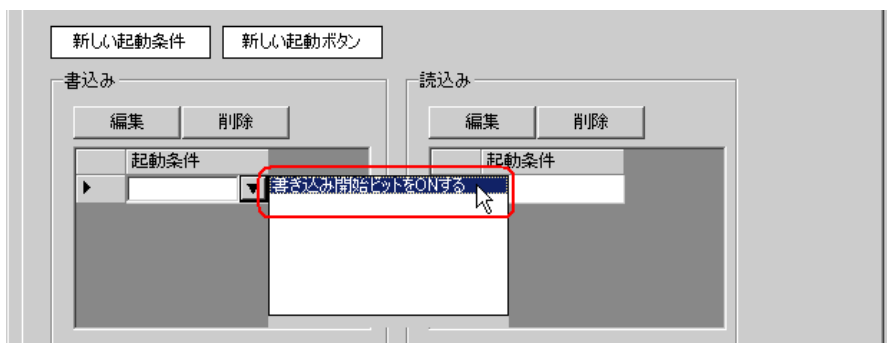 新しい起動条件 新しい起動ボタン
書込み 読込み
編集 削除 編集 削除
起動条件 起動条件
書き込み開始ビットをONする